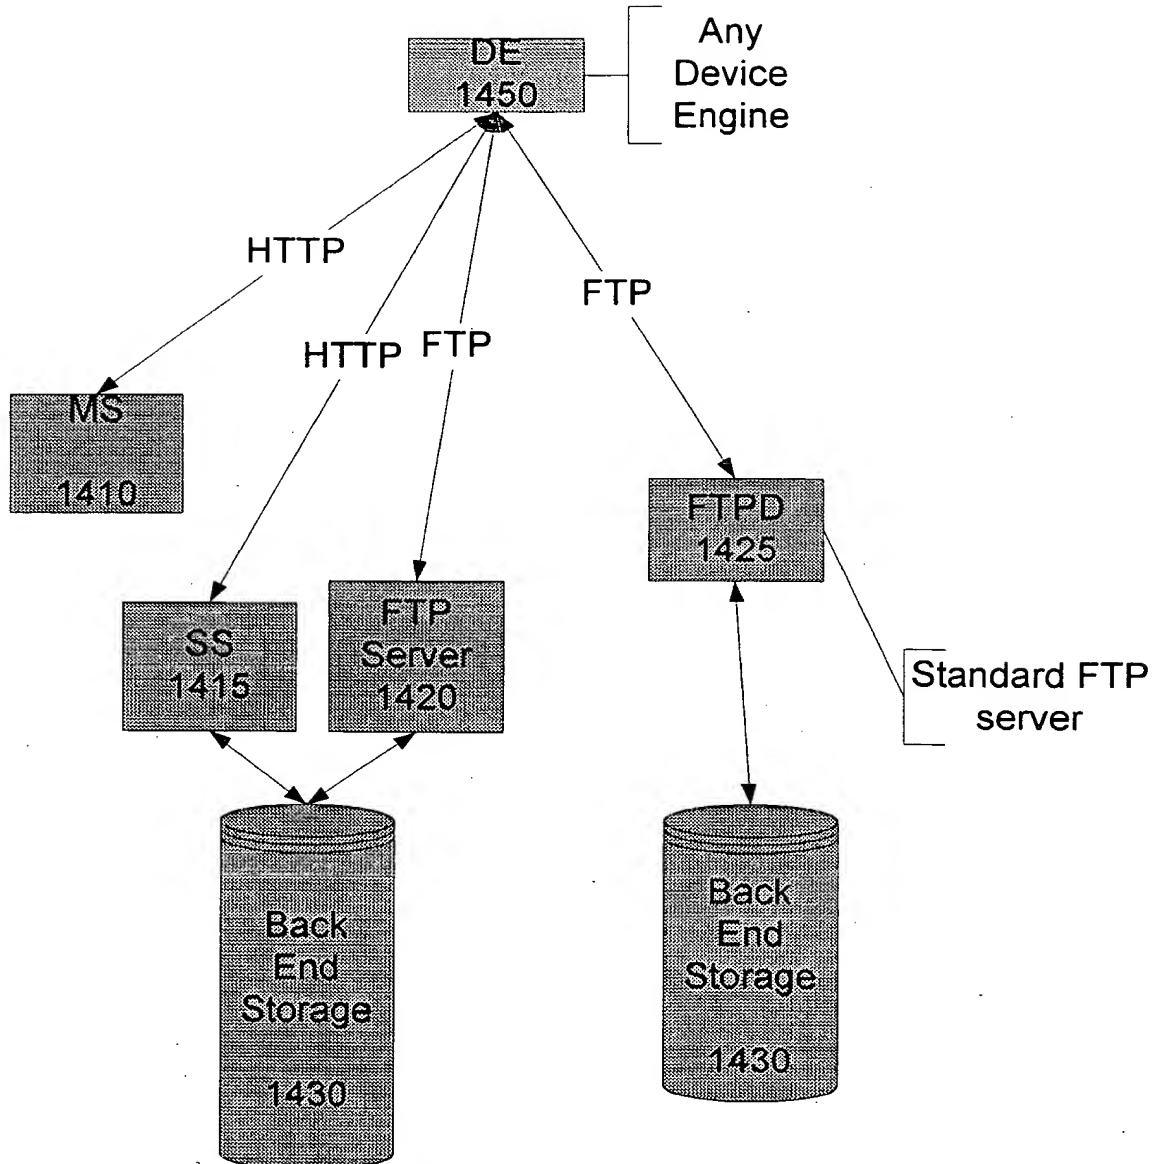 DE
1450
Any
Device
Engine
HTTP
FTP
HTTP
FTP
MS
1410
FTPD
1425
SS
1415
FTP
Server
1420
Standard FTP
server
Back
End
Storage
1430
Back
End
Storage
1430